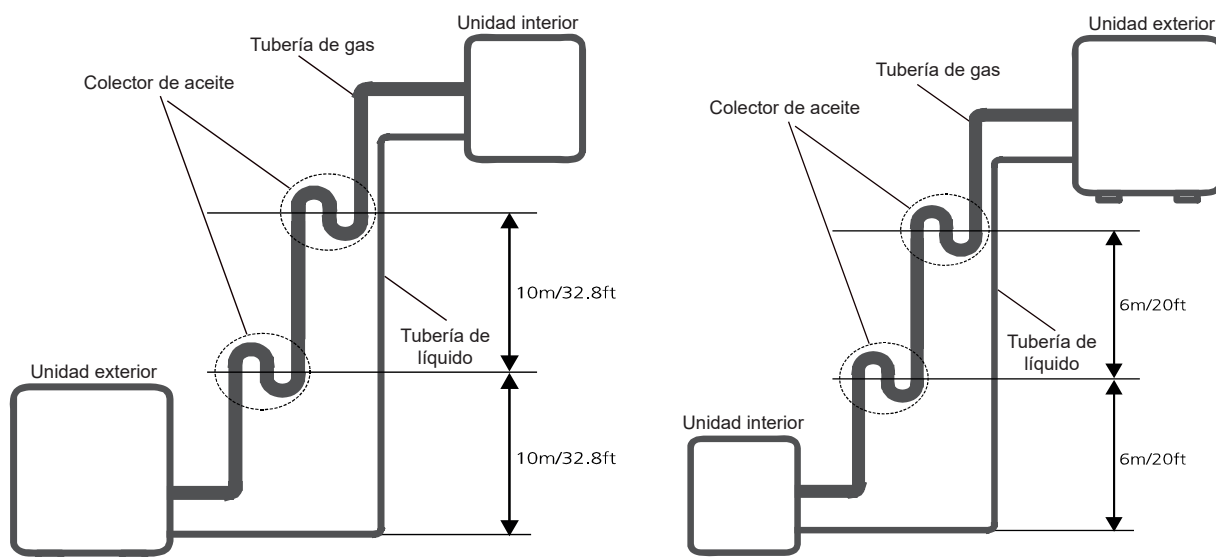 Unidad interior
Tubería de gas
Colector de aceite
10m/32.8ft
Tubería de
líquido
Unidad exterior
10m/32.8ft
Unidad exterior
Tubería de gas
Colector de aceite
6m/20ft
Tubería de
líquido
Unidad interior
6m/20ft